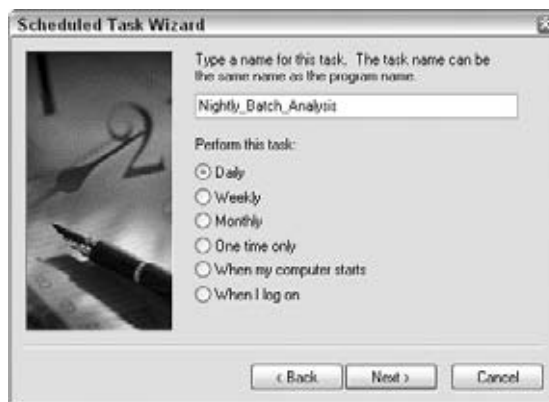 Scheduled Task Wizard
Type a name for this task. The task name can be
the same name as the program name.
Nightly_Batch_Analysis
Perform this task:
Daily
Weekly
Monthly
One time only
When my computer starts
When I log on
< Back
Next >
Cancel
2